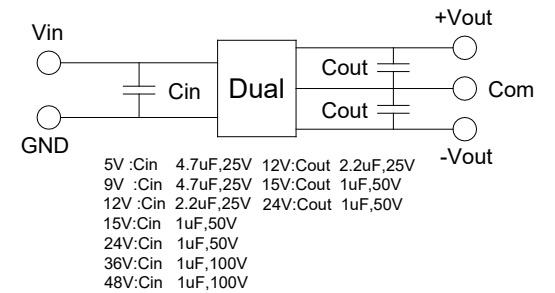 +Vout
Vin
Cout
Cin
Dual
Com
Cout
GND
-Vout
5V :Cin 4.7uF,25V 12V:Cout 2.2uF,25V
9V :Cin 4.7uF,25V 15V:Cout 1uF,50V
12V :Cin 2.2uF,25V 24V:Cout 1uF,50V
15V:Cin 1uF,50V
24V:Cin 1uF,50V
36V:Cin 1uF,100V
48V:Cin 1uF,100V